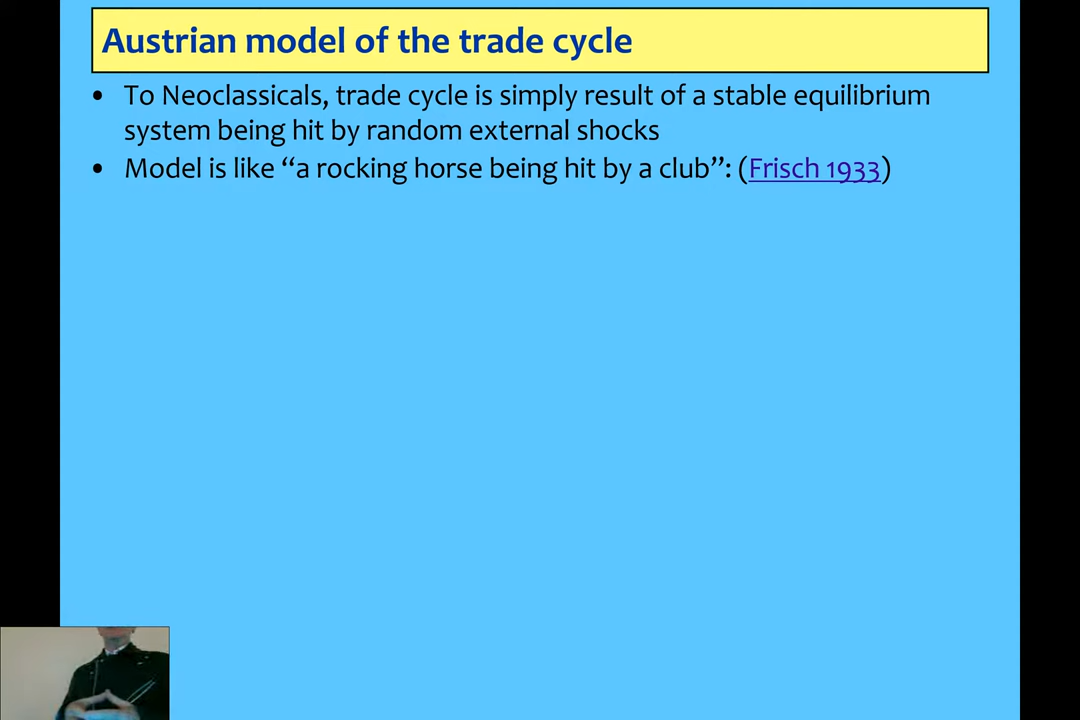 Austrian model of the trade cycle
• To Neoclassicals, trade cycle is simply result of a stable equilibrium
system being hit by random external shocks
• Model is like “a rocking horse being hit by a club”: (Frisch 1933)